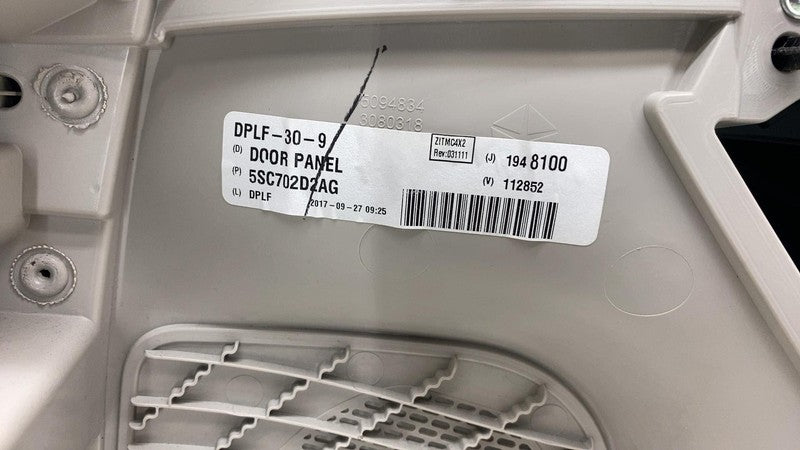 5094834
3080318
DPLF-30-9
(D) DOOR PANEL
(P) 5SC702D2AG
(L) DPLF 2017-09-27 09:25
ZITMC4X2
Rev:031111
(J) 194 8100
(V) 112852